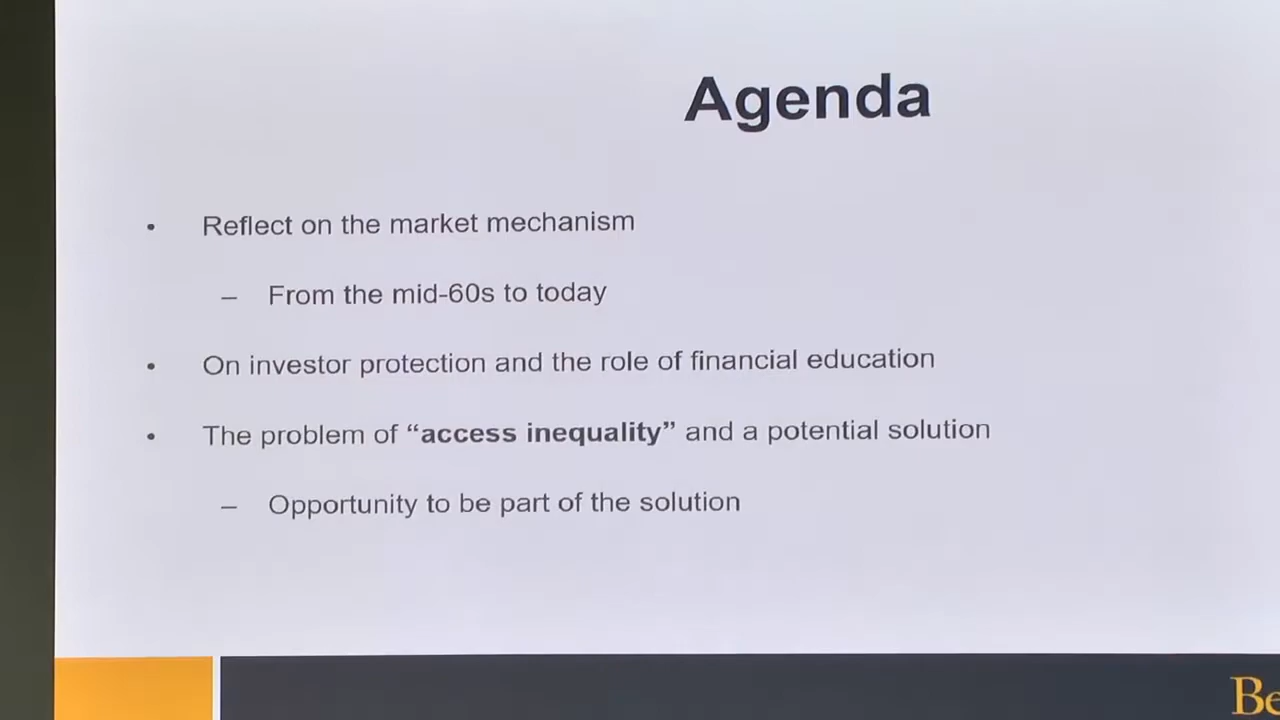 Agenda
• Reflect on the market mechanism
– From the mid-60s to today
• On investor protection and the role of financial education
• The problem of “access inequality” and a potential solution
– Opportunity to be part of the solution
Be